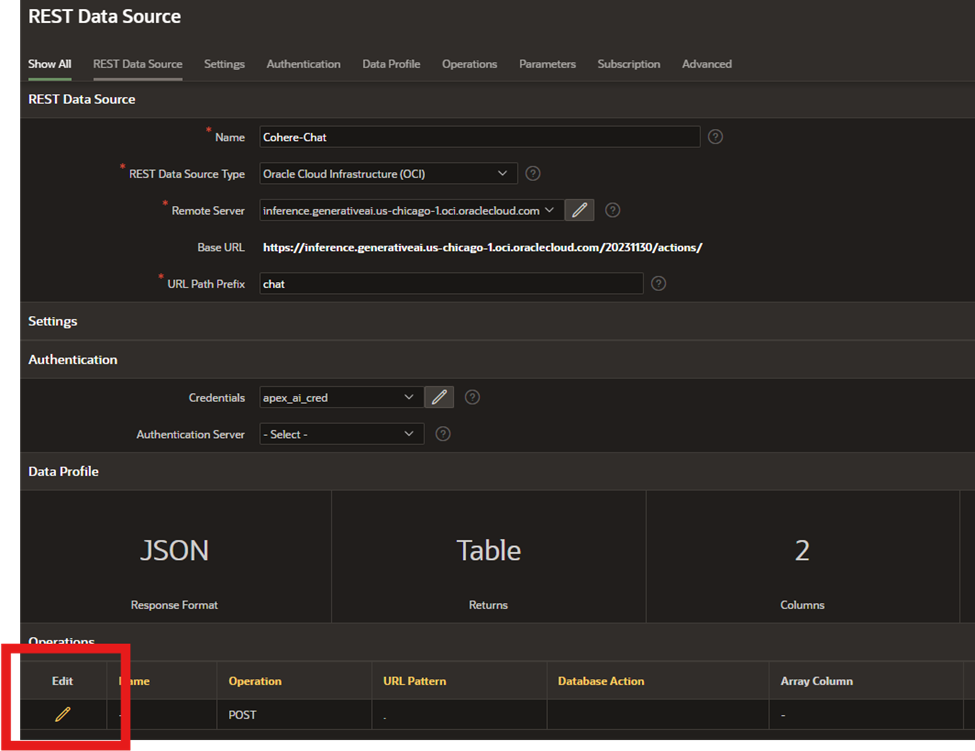 REST Data Source
Show All REST Data Source Settings Authentication Data Profile Operations Parameters Subscription Advanced
REST Data Source
* Name Cohere-Chat ?
* REST Data Source Type Oracle Cloud Infrastructure (OCI) ?
* Remote Server inference.generativeai.us-chicago-1.oci.oraclecloud.com ?
Base URL https://inference.generativeai.us-chicago-1.oci.oraclecloud.com/20231130/actions/
* URL Path Prefix chat ?
Settings
Authentication
Credentials apex_ai_cred ?
Authentication Server - Select - ?
Data Profile
JSON Table 2
Response Format Returns Columns
Operations
Edit Operation URL Pattern Database Action Array Column
- POST . -